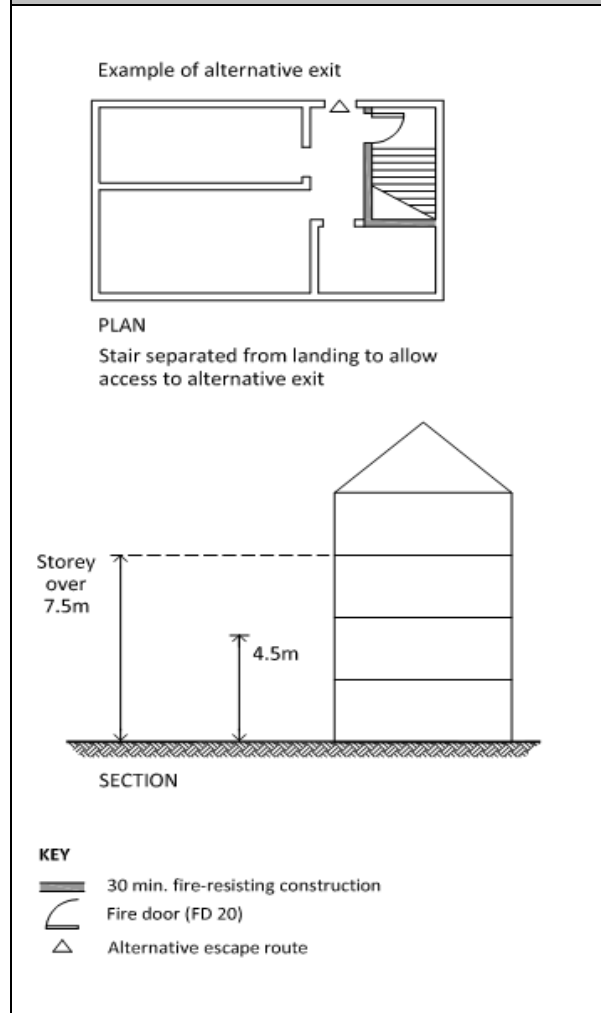 Example of alternative exit
PLAN
Stair separated from landing to allow
access to alternative exit
Storey
over
7.5m
4.5m
SECTION
KEY
30 min. fire-resisting construction
Fire door (FD 20)
Alternative escape route